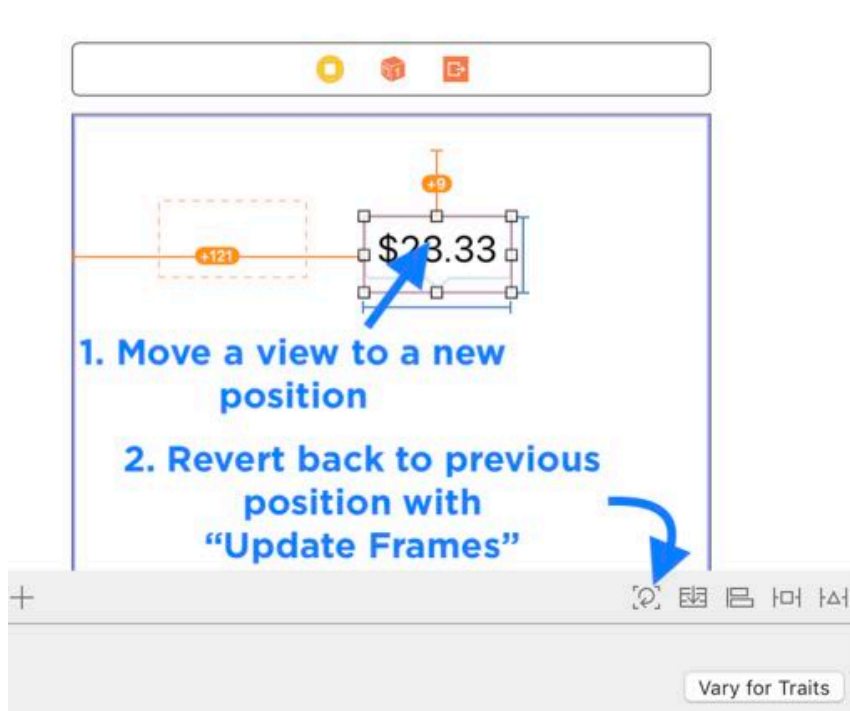 +9
+121
$23.33
1. Move a view to a new
position
2. Revert back to previous
position with
“Update Frames”
Vary for Traits